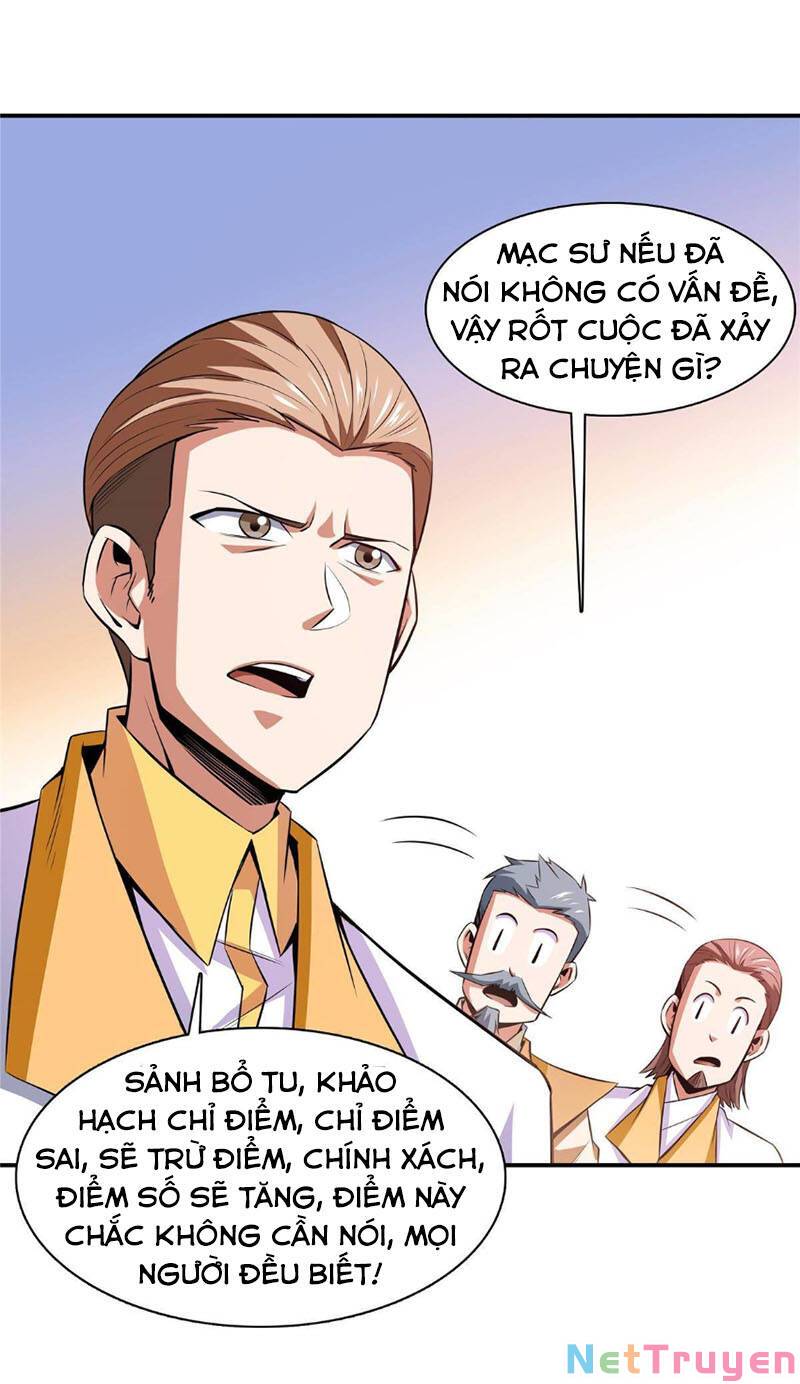 MẠC SƯ NẾU ĐÃ
NÓI KHÔNG CÓ VẤN ĐỀ,
VẬY RỐT CUỘC ĐÃ XẢY
RA CHUYỆN GÌ?
SẢNH BỔ TU, KHẢO
HẠCH CHỈ ĐIỂM, CHỈ ĐIỂM
SAI, SẼ TRỪ ĐIỂM, CHÍNH XÁCH,
ĐIỂM SỐ SẼ TĂNG, ĐIỂM NÀY
CHẮC KHÔNG CẦN NÓI, MỌI
NGƯỜI ĐỀU BIẾT!
NetTruyen